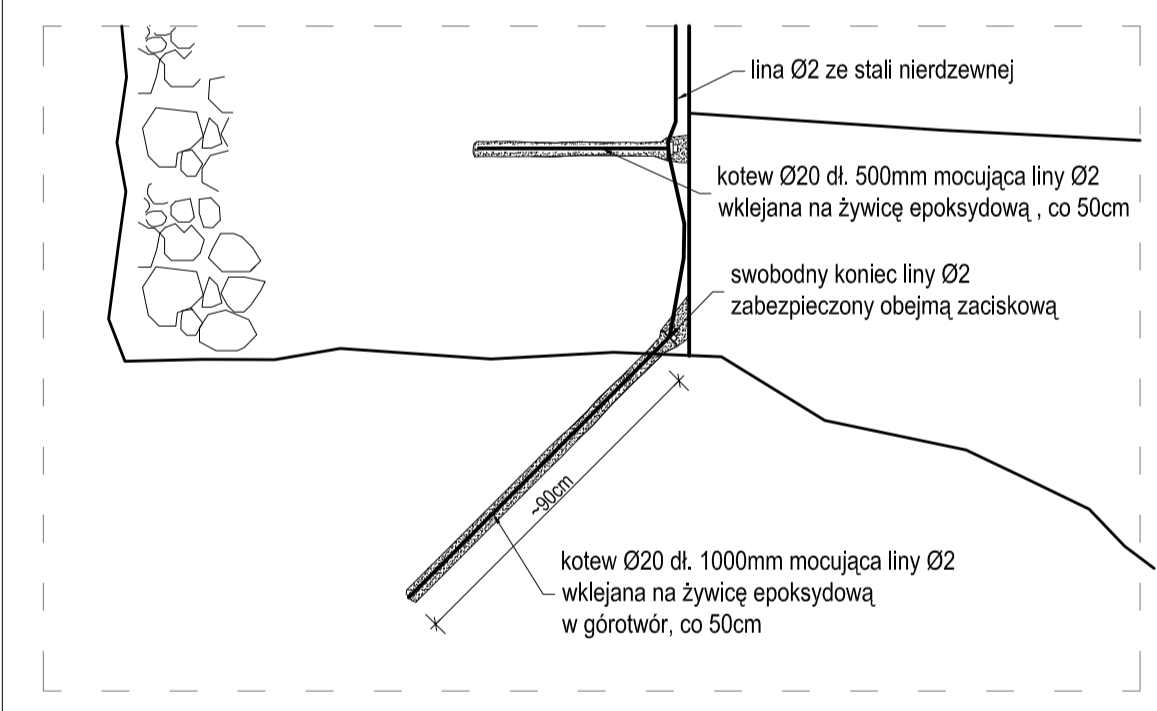 lina Ø2 ze stali nierdzewnej
kotew Ø20 dł. 500mm mocująca liny Ø2
wklejana na żywicę epoksydową , co 50cm
swobodny koniec liny Ø2
zabezpieczony obejmą zaciskową
~90cm
kotew Ø20 dł. 1000mm mocująca liny Ø2
wklejana na żywicę epoksydową
w górotwór, co 50cm